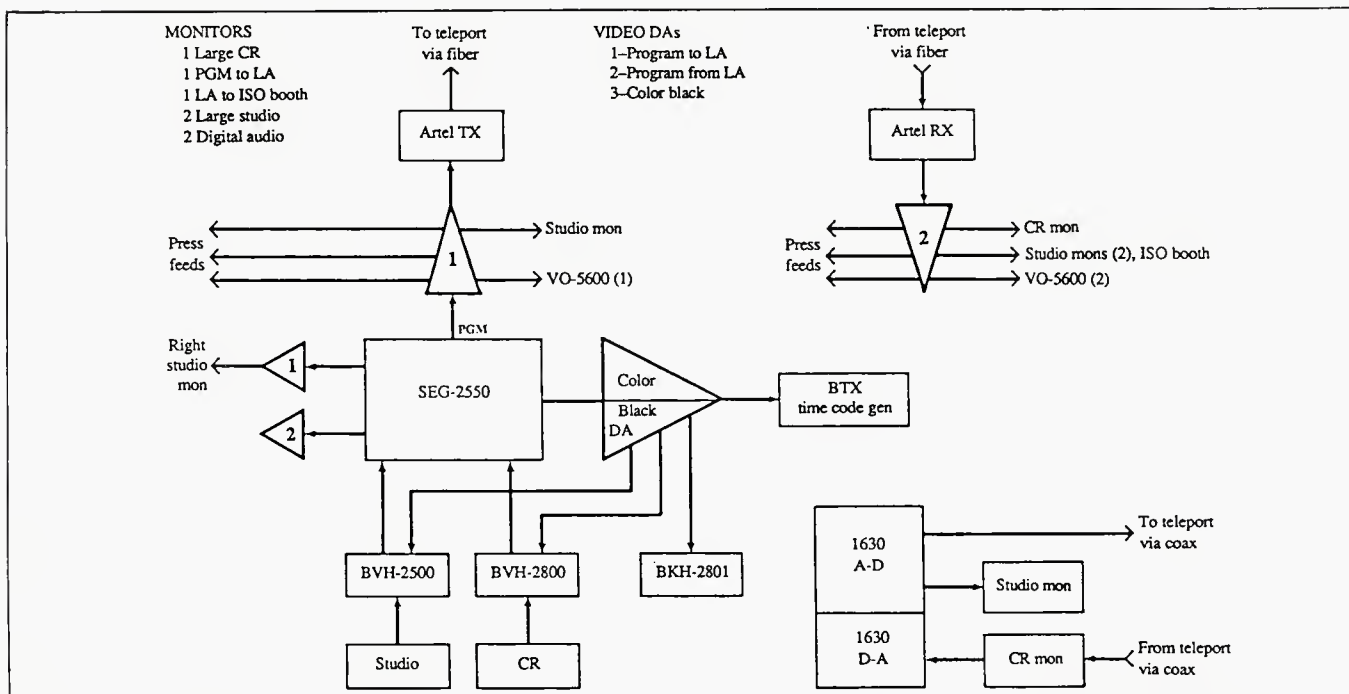 MONITORS
1 Large CR
1 PGM to LA
1 LA to ISO booth
2 Large studio
2 Digital audio
To teleport
via fiber
VIDEO DAs
1–Program to LA
2–Program from LA
3–Color black
From teleport
via fiber
Artel TX
Artel RX
Press
feeds
1
Studio mon
VO-5600 (1)
Press
feeds
2
CR mon
Studio mons (2), ISO booth
VO-5600 (2)
PGM
Right
studio
mon
1
2
SEG-2550
Color
Black
DA
BTX
time code gen
BVH-2500
BVH-2800
BKH-2801
Studio
CR
1630
A-D
To teleport
via coax
Studio mon
1630
D-A
CR mon
From teleport
via coax